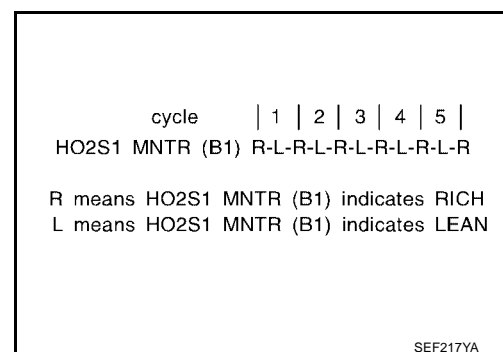 cycle | 1 | 2 | 3 | 4 | 5 |
HO2S1 MNTR (B1) R-L-R-L-R-L-R-L-R-L-R
R means HO2S1 MNTR (B1) indicates RICH
L means HO2S1 MNTR (B1) indicates LEAN
SEF217YA